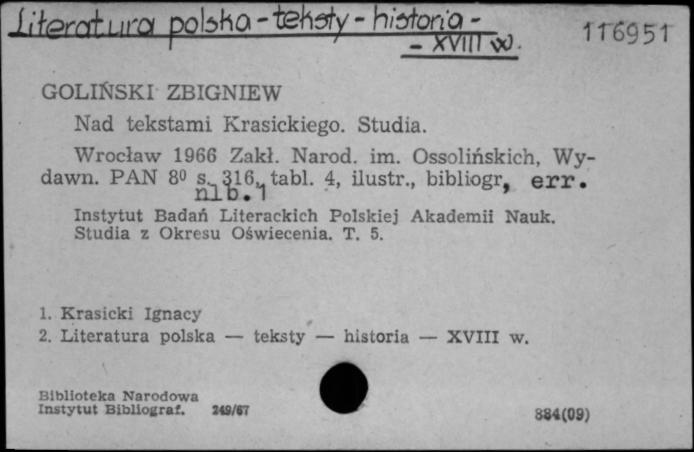 Literatura polska - teksty - historia -
- XVIII w.
116951
GOLIŃSKI ZBIGNIEW
Nad tekstami Krasickiego. Studia.
Wrocław 1966 Zakł. Narod. im. Ossolińskich, Wy-
dawn. PAN 8⁰ s. 316, tabl. 4, ilustr., bibliogr, err.
nlb. 1
Instytut Badań Literackich Polskiej Akademii Nauk.
Studia z Okresu Oświecenia. T. 5.
1. Krasicki Ignacy
2. Literatura polska — teksty — historia — XVIII w.
Biblioteka Narodowa
Instytut Bibliograf. 249/67
884(09)